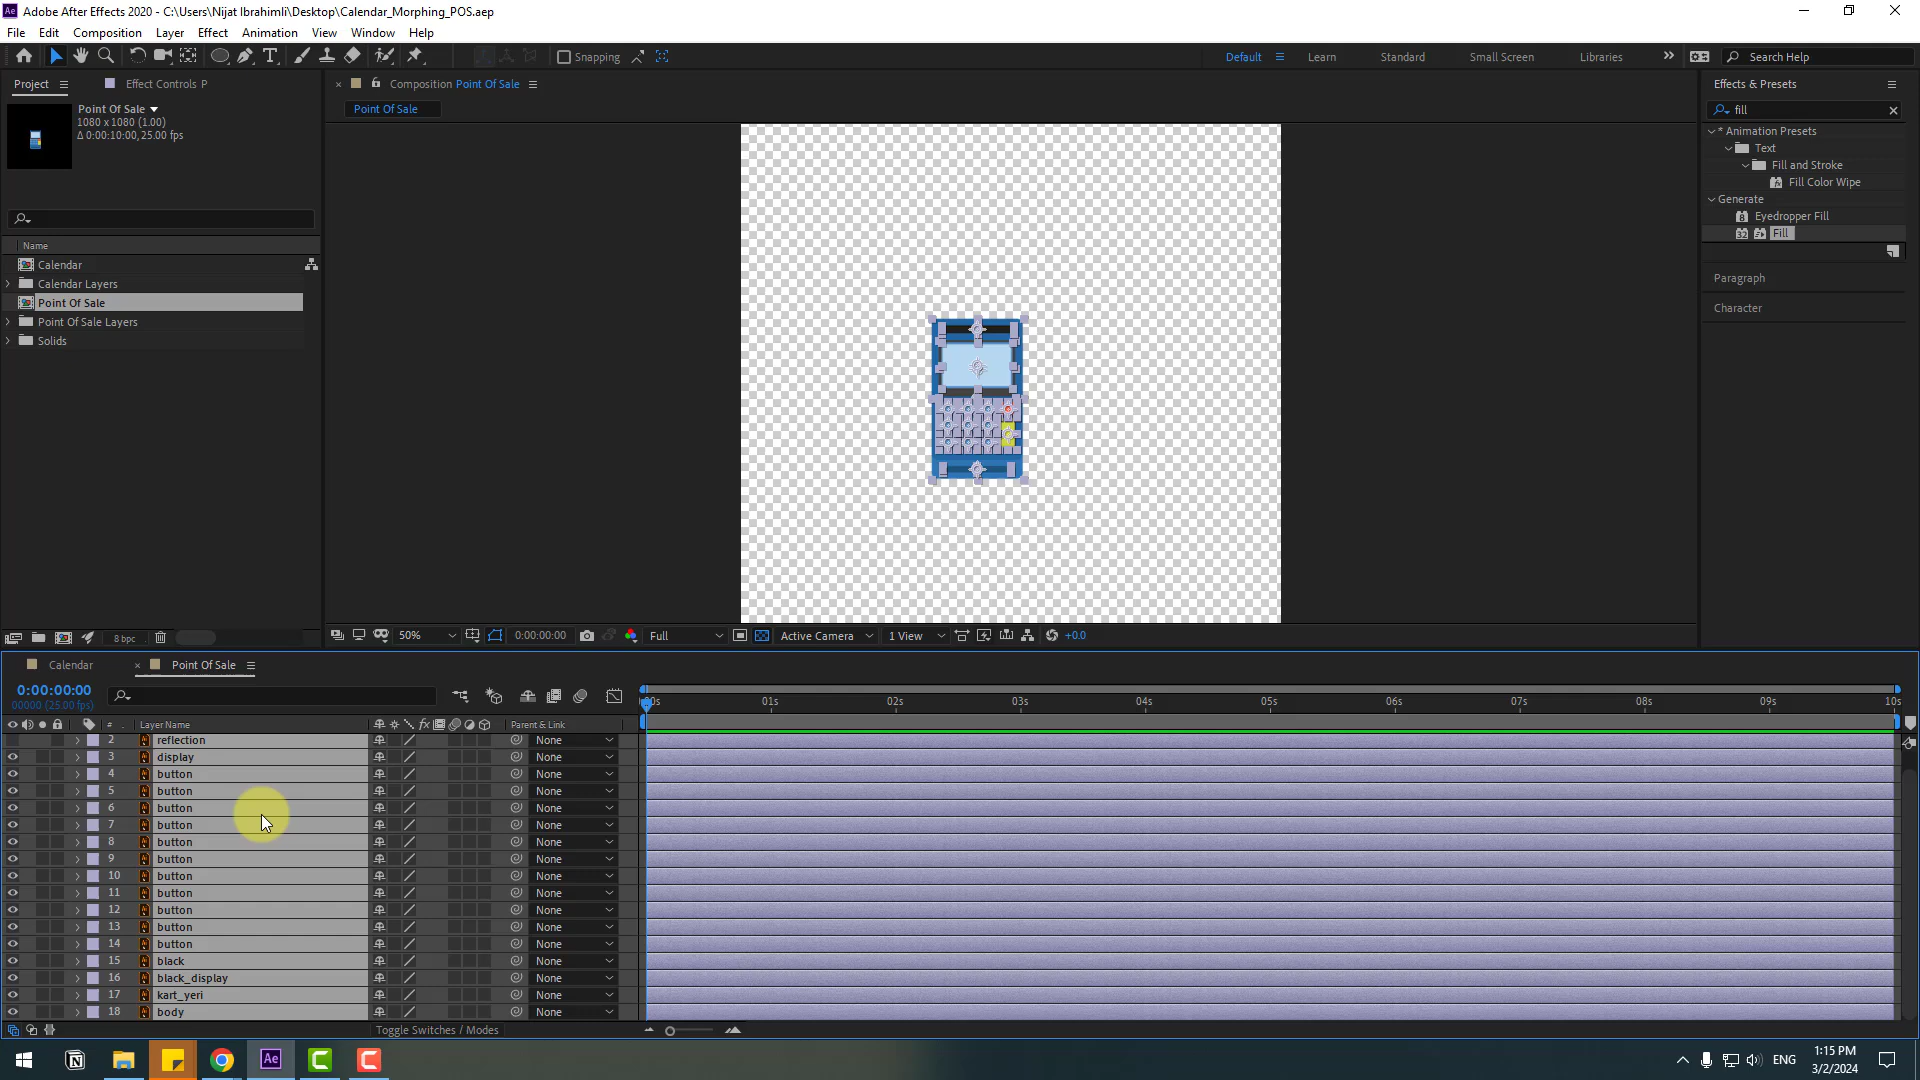 Adobe After Effects 2020 - C:\Users\Nijat Ibrahimli\Desktop\Calendar_Morphing_POS.aep
File Edit Composition Layer Effect Animation View Window Help
Snapping Default Learn Standard Small Screen Libraries Search Help
Project Effect Controls P Composition Point Of Sale Effects & Presets
Point Of Sale
1080 x 1080 (1.00)
Δ 0:00:10:00, 25.00 fps
Point Of Sale
fill
* Animation Presets
Text
Fill and Stroke
Fill Color Wipe
Generate
Eyedropper Fill
Fill
Paragraph
Character
Name
Calendar
Calendar Layers
Point Of Sale
Point Of Sale Layers
Solids
8 bpc
50% 0:00:00:00 Full Active Camera 1 View +0.0
Calendar Point Of Sale
0:00:00:00
00000 (25.00 fps)
00s 01s 02s 03s 04s 05s 06s 07s 08s 09s 10s
# Layer Name Parent & Link
2 reflection None
3 display None
4 button None
5 button None
6 button None
7 button None
8 button None
9 button None
10 button None
11 button None
12 button None
13 button None
14 button None
15 black None
16 black_display None
17 kart_yeri None
18 body None
Toggle Switches / Modes
ENG
1:15 PM
3/2/2024